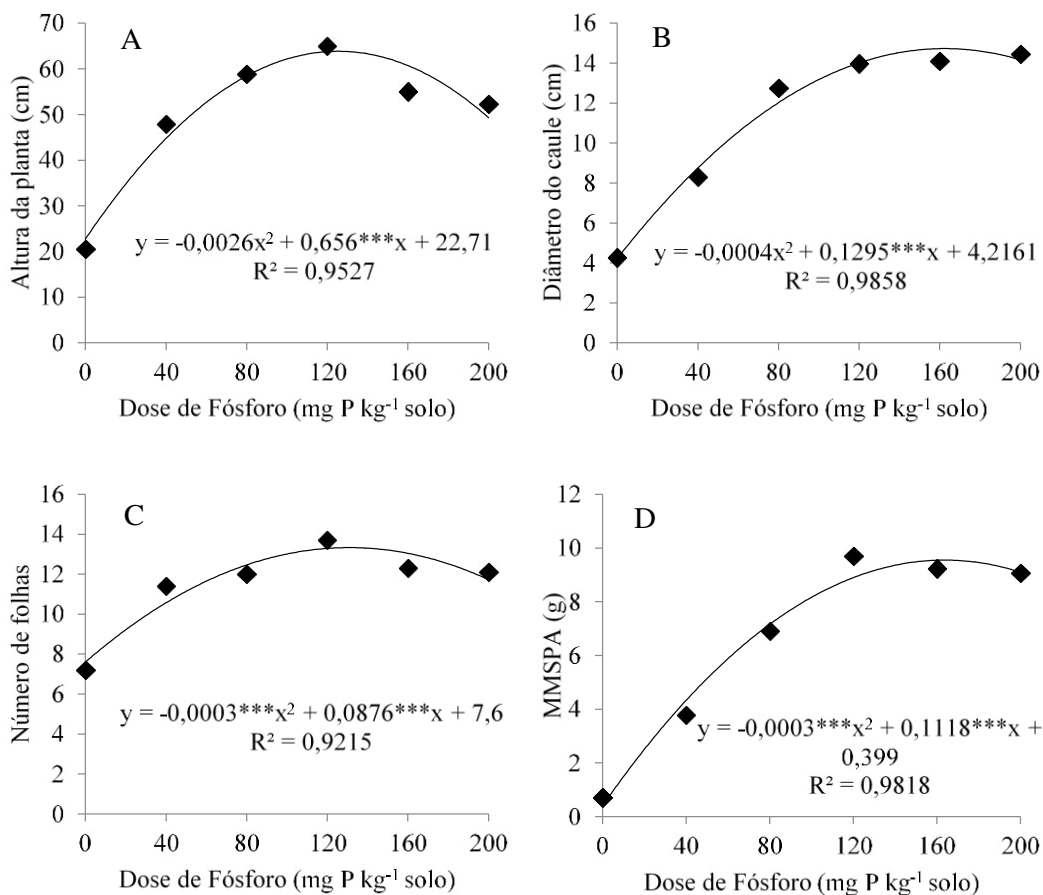 A
Altura da planta (cm)
70
60
50
40
30
20
10
0
y = -0,0026x² + 0,656***x + 22,71
R² = 0,9527
0 40 80 120 160 200
Dose de Fósforo (mg P kg⁻¹ solo)
B
Diâmetro do caule (cm)
16
14
12
10
8
6
4
2
0
y = -0,0004x² + 0,1295***x + 4,2161
R² = 0,9858
0 40 80 120 160 200
Dose de Fósforo (mg P kg⁻¹ solo)
C
Número de folhas
16
14
12
10
8
6
4
2
0
y = -0,0003***x² + 0,0876***x + 7,6
R² = 0,9215
0 40 80 120 160 200
Dose de Fósforo (mg P kg⁻¹ solo)
D
MMSPA (g)
12
10
8
6
4
2
0
y = -0,0003***x² + 0,1118***x +
0,399
R² = 0,9818
0 40 80 120 160 200
Dose de Fósforo (mg P kg⁻¹ solo)